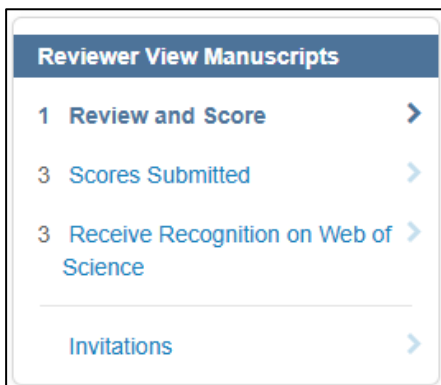 Reviewer View Manuscripts
1 Review and Score
3 Scores Submitted
3 Receive Recognition on Web of
Science
Invitations